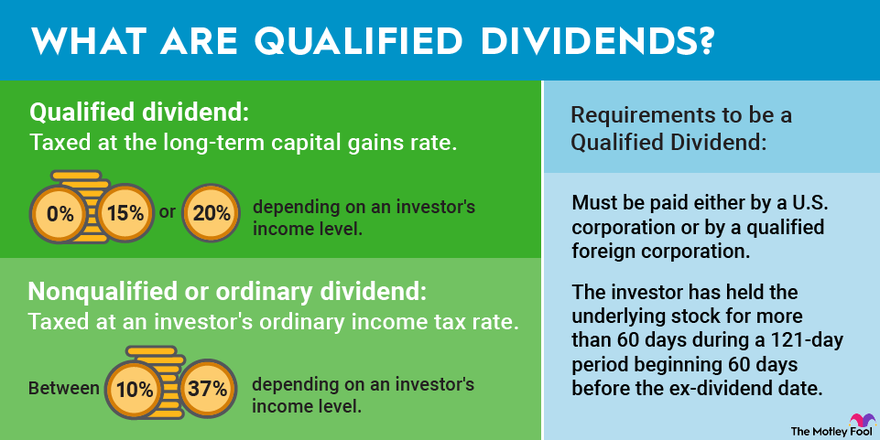 WHAT ARE QUALIFIED DIVIDENDS?
Qualified dividend:
Taxed at the long-term capital gains rate.
0% 15% or 20% depending on an investor's
income level.
Nonqualified or ordinary dividend:
Taxed at an investor's ordinary income tax rate.
Between 10% 37% depending on an investor's
income level.
Requirements to be a
Qualified Dividend:
Must be paid either by a U.S.
corporation or by a qualified
foreign corporation.
The investor has held the
underlying stock for more
than 60 days during a 121-day
period beginning 60 days
before the ex-dividend date.
The Motley Fool